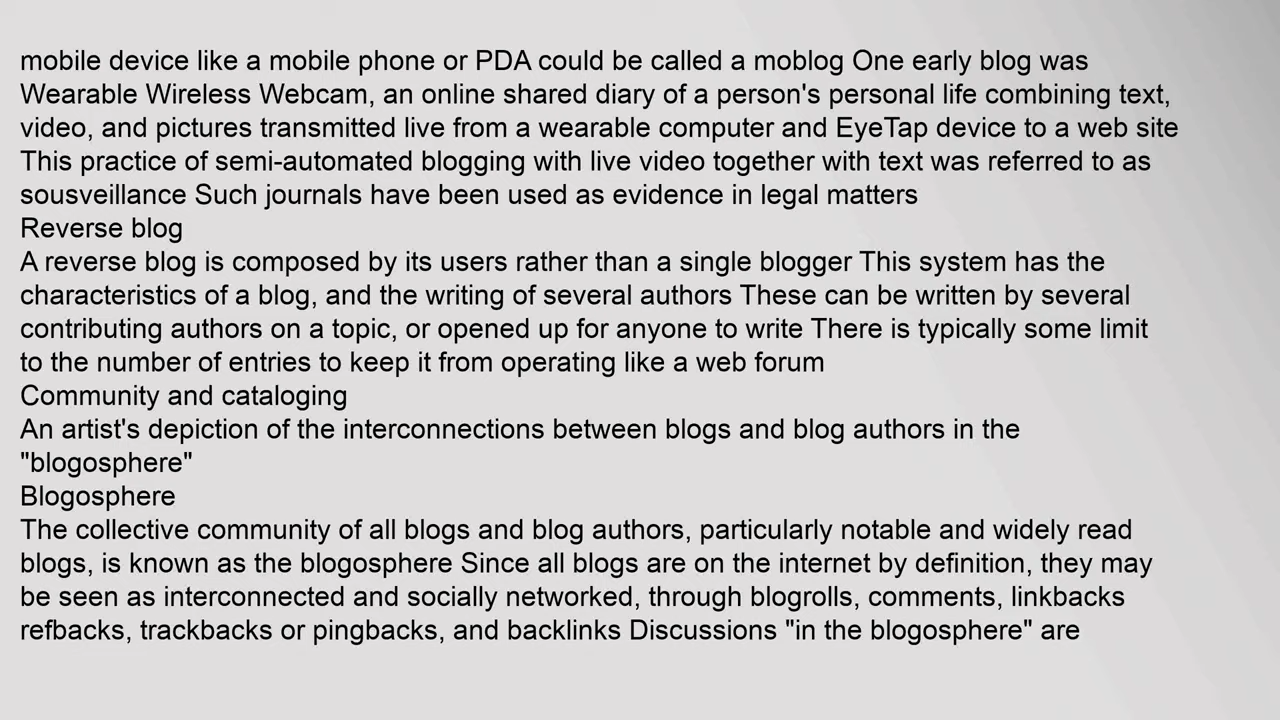 mobile device like a mobile phone or PDA could be called a moblog One early blog was
Wearable Wireless Webcam, an online shared diary of a person's personal life combining text,
video, and pictures transmitted live from a wearable computer and EyeTap device to a web site
This practice of semi-automated blogging with live video together with text was referred to as
sousveillance Such journals have been used as evidence in legal matters
Reverse blog
A reverse blog is composed by its users rather than a single blogger This system has the
characteristics of a blog, and the writing of several authors These can be written by several
contributing authors on a topic, or opened up for anyone to write There is typically some limit
to the number of entries to keep it from operating like a web forum
Community and cataloging
An artist's depiction of the interconnections between blogs and blog authors in the
"blogosphere"
Blogosphere
The collective community of all blogs and blog authors, particularly notable and widely read
blogs, is known as the blogosphere Since all blogs are on the internet by definition, they may
be seen as interconnected and socially networked, through blogrolls, comments, linkbacks
refbacks, trackbacks or pingbacks, and backlinks Discussions "in the blogosphere" are